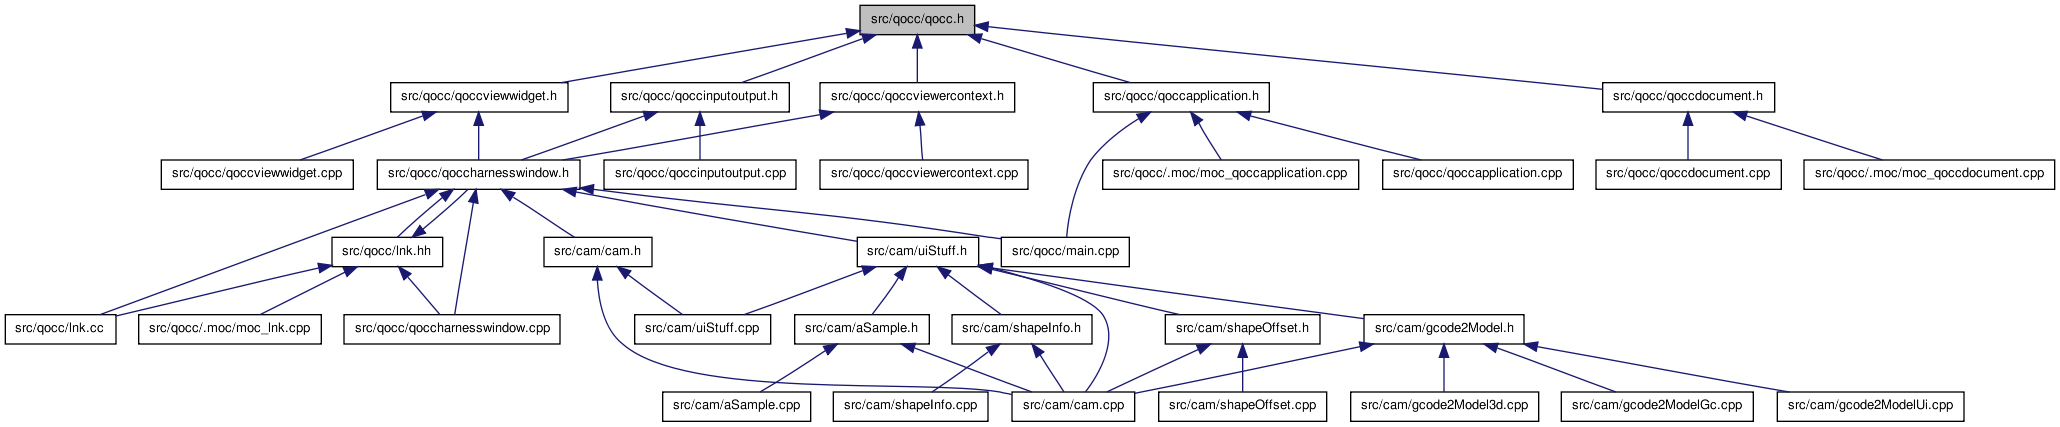 src/qocc/qocc.h
src/qocc/qoccviewwidget.h
src/qocc/qoccinputoutput.h
src/qocc/qoccviewercontext.h
src/qocc/qoccapplication.h
src/qocc/qoccdocument.h
src/qocc/qoccviewwidget.cpp
src/qocc/qoccharnesswindow.h
src/qocc/qoccinputoutput.cpp
src/qocc/qoccviewercontext.cpp
src/qocc/.moc/moc_qoccapplication.cpp
src/qocc/qoccapplication.cpp
src/qocc/qoccdocument.cpp
src/qocc/.moc/moc_qoccdocument.cpp
src/qocc/lnk.hh
src/cam/cam.h
src/cam/uiStuff.h
src/qocc/main.cpp
src/qocc/lnk.cc
src/qocc/.moc/moc_lnk.cpp
src/qocc/qoccharnesswindow.cpp
src/cam/uiStuff.cpp
src/cam/aSample.h
src/cam/shapeInfo.h
src/cam/shapeOffset.h
src/cam/gcode2Model.h
src/cam/aSample.cpp
src/cam/shapeInfo.cpp
src/cam/cam.cpp
src/cam/shapeOffset.cpp
src/cam/gcode2Model3d.cpp
src/cam/gcode2ModelGc.cpp
src/cam/gcode2ModelUi.cpp